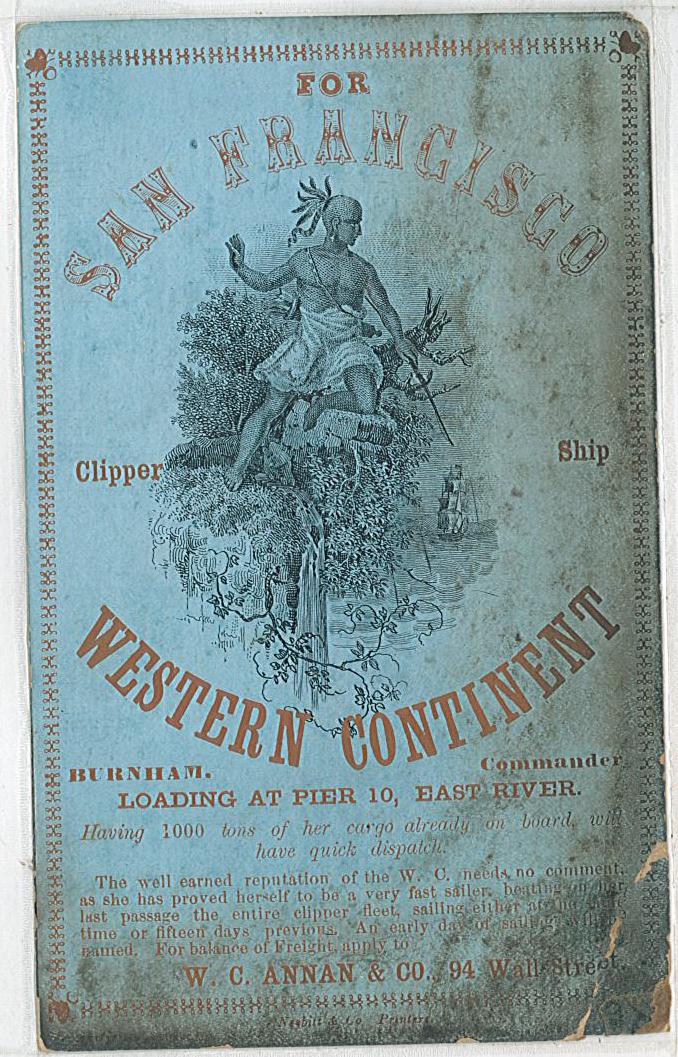 FOR
SAN FRANCISCO
Clipper Ship
WESTERN CONTINENT
BURNHAM. Commander
LOADING AT PIER 10, EAST RIVER.
Having 1000 tons of her cargo already on board, will
have quick dispatch.
The well earned reputation of the W. C. needs no comment,
as she has proved herself to be a very fast sailer, beating on her
last passage the entire clipper fleet, sailing either at the
time or fifteen days previous. An early day of sailing will be
named. For balance of Freight, apply to
W. C. ANNAN & CO., 94 Wall Street.
Nesbitt & Co Printers.